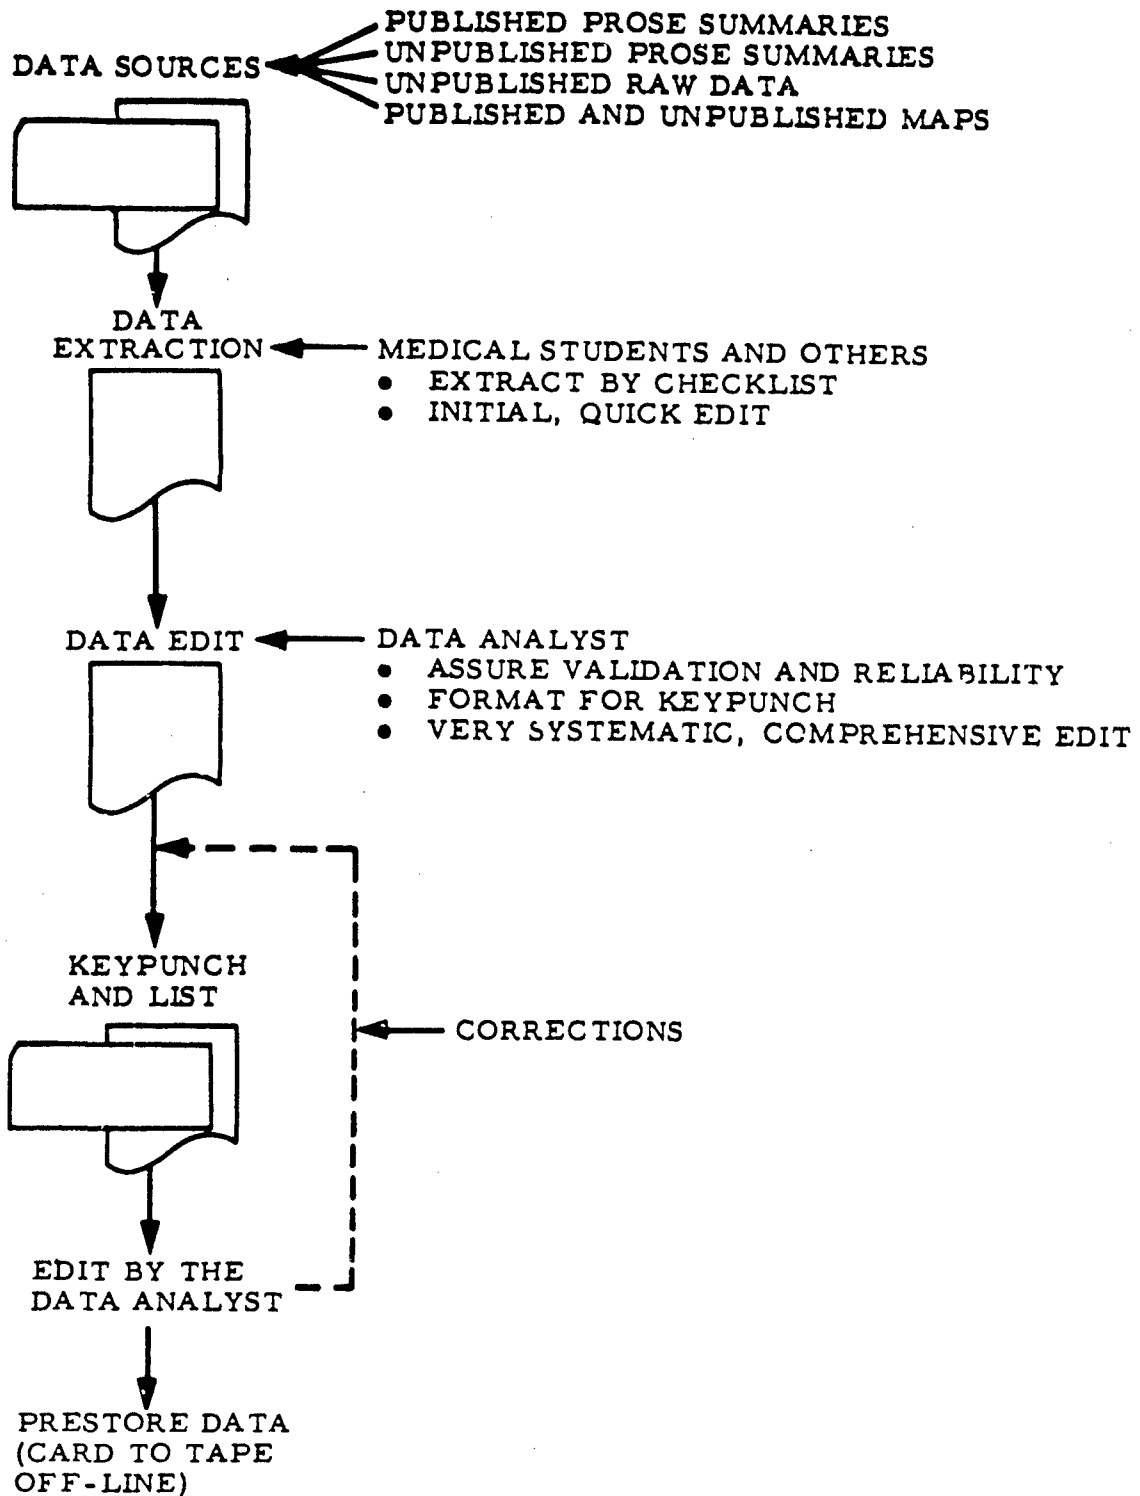 PUBLISHED PROSE SUMMARIES
UNPUBLISHED PROSE SUMMARIES
DATA SOURCES
UNPUBLISHED RAW DATA
PUBLISHED AND UNPUBLISHED MAPS
DATA
EXTRACTION
MEDICAL STUDENTS AND OTHERS
• EXTRACT BY CHECKLIST
• INITIAL, QUICK EDIT
DATA EDIT
DATA ANALYST
• ASSURE VALIDATION AND RELIABILITY
• FORMAT FOR KEYPUNCH
• VERY SYSTEMATIC, COMPREHENSIVE EDIT
KEYPUNCH
AND LIST
CORRECTIONS
EDIT BY THE
DATA ANALYST
PRESTORE DATA
(CARD TO TAPE
OFF-LINE)